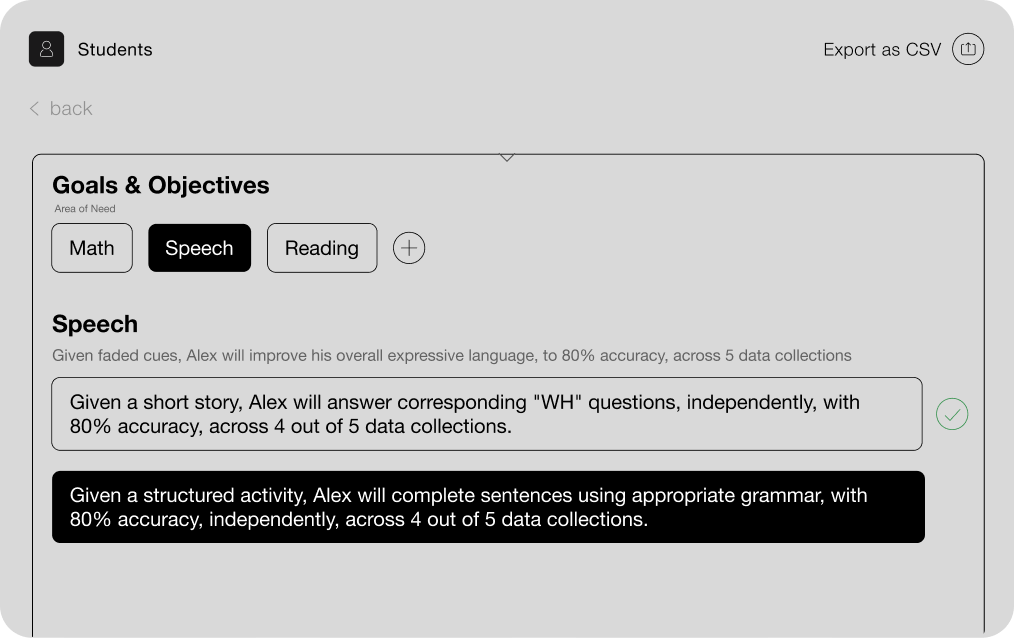 Students
Export as CSV
back
Goals & Objectives
Area of Need
Math
Speech
Reading
Speech
Given faded cues, Alex will improve his overall expressive language, to 80% accuracy, across 5 data collections
Given a short story, Alex will answer corresponding "WH" questions, independently, with
80% accuracy, across 4 out of 5 data collections.
Given a structured activity, Alex will complete sentences using appropriate grammar, with
80% accuracy, independently, across 4 out of 5 data collections.